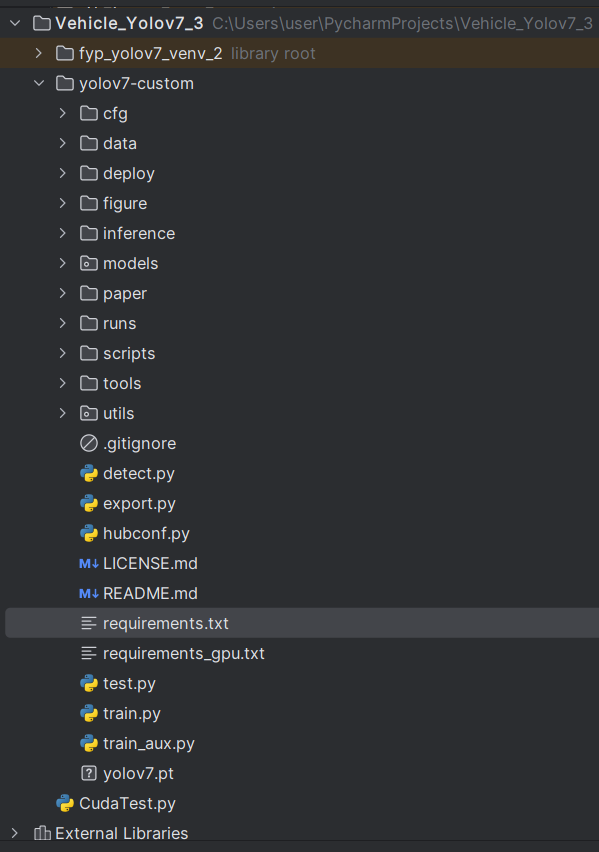 Vehicle_Yolov7_3 C:\Users\user\PycharmProjects\Vehicle_Yolov7_3
fyp_yolov7_venv_2 library root
yolov7-custom
cfg
data
deploy
figure
inference
models
paper
runs
scripts
tools
utils
.gitignore
detect.py
export.py
hubconf.py
M↓ LICENSE.md
M↓ README.md
requirements.txt
requirements_gpu.txt
test.py
train.py
train_aux.py
? yolov7.pt
CudaTest.py
External Libraries